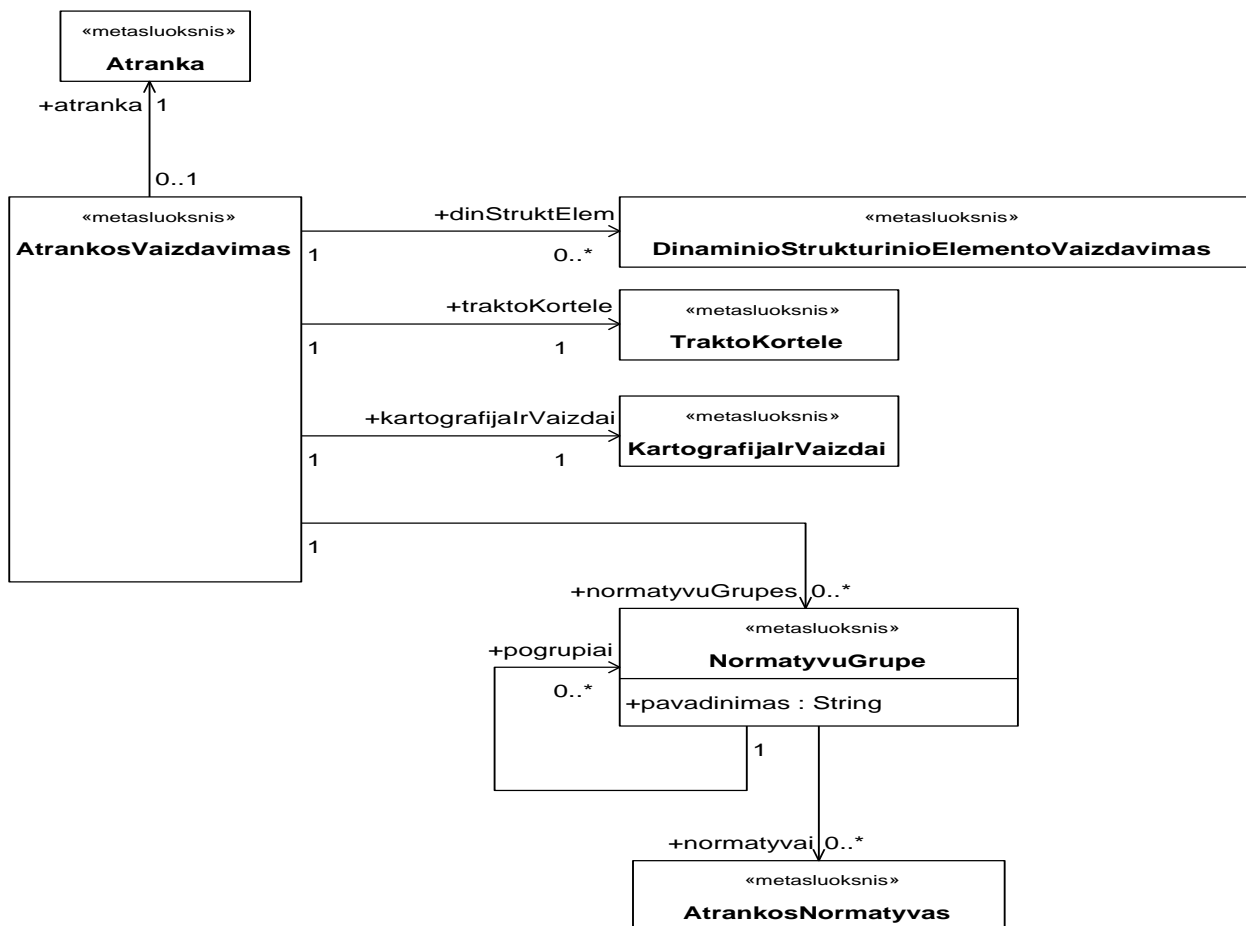 «metasluoksnis»
Atranka
+atranka 1
0..1
«metasluoksnis»
AtrankosVaizdavimas
+dinStruktElem
1 0..*
«metasluoksnis»
DinaminioStrukturinioElementoVaizdavimas
+traktoKortele
1 1
«metasluoksnis»
TraktoKortele
+kartografijaIrVaizdai
1 1
«metasluoksnis»
KartografijaIrVaizdai
1
+normatyvuGrupes 0..*
«metasluoksnis»
NormatyvuGrupe
+pavadinimas : String
+pogrupiai
0..*
1
+normatyvai 0..*
«metasluoksnis»
AtrankosNormatyvas